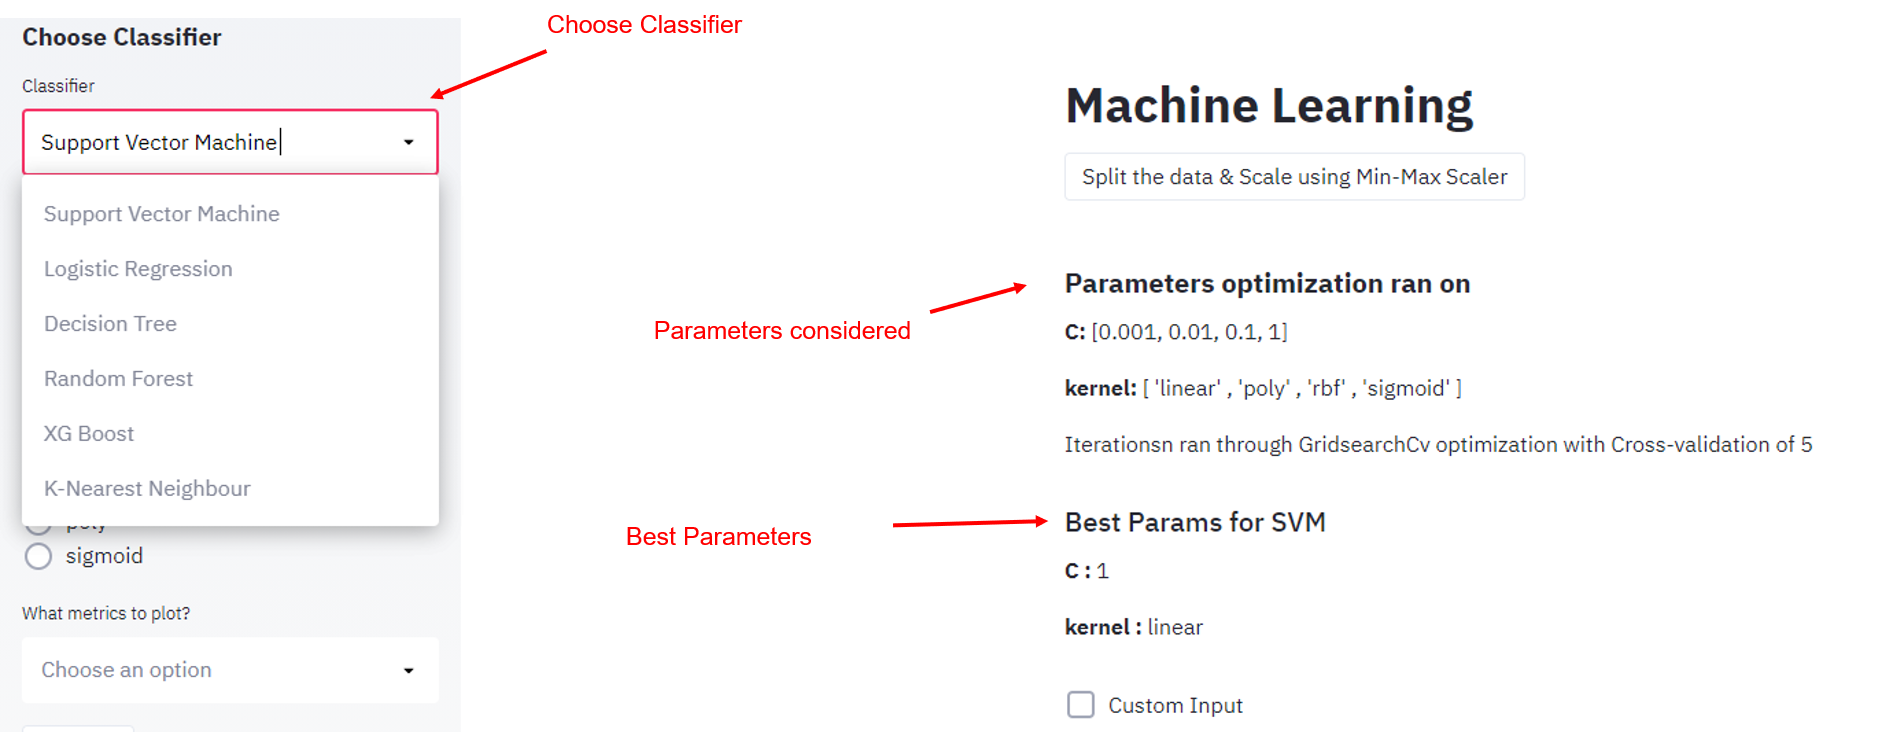 Choose Classifier
Classifier
Support Vector Machine
Support Vector Machine
Logistic Regression
Decision Tree
Random Forest
XG Boost
K-Nearest Neighbour
poly
sigmoid
What metrics to plot?
Choose an option
Choose Classifier
Parameters considered
Best Parameters
Machine Learning
Split the data & Scale using Min-Max Scaler
Parameters optimization ran on
C: [0.001, 0.01, 0.1, 1]
kernel: [ 'linear' , 'poly' , 'rbf' , 'sigmoid' ]
Iterationsn ran through GridsearchCv optimization with Cross-validation of 5
Best Params for SVM
C : 1
kernel : linear
Custom Input